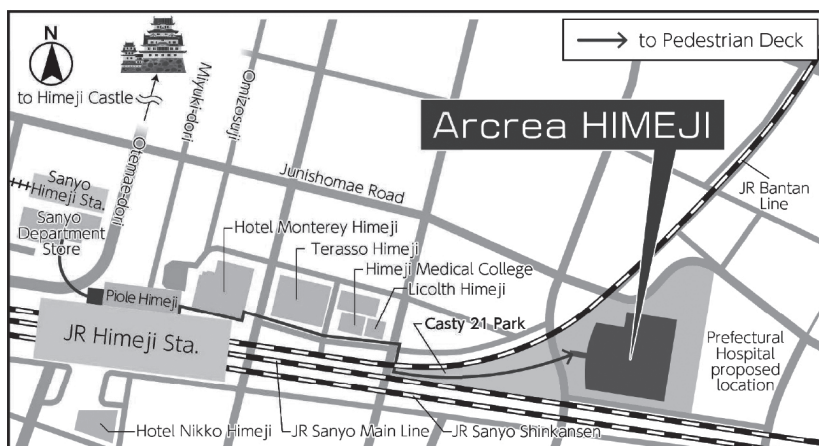 N
to Himeji Castle
to Pedestrian Deck
Miyuki-dori
Omizosuji
Otemae-dori
Arcrea HIMEJI
Junishomae Road
JR Bantan
Line
Sanyo
Himeji Sta.
Sanyo
Department
Store
Hotel Monterey Himeji
Terasso Himeji
Himeji Medical College
Licolth Himeji
Piole Himeji
Casty 21 Park
JR Himeji Sta.
Prefectural
Hospital
proposed
location
Hotel Nikko Himeji
JR Sanyo Main Line
JR Sanyo Shinkansen